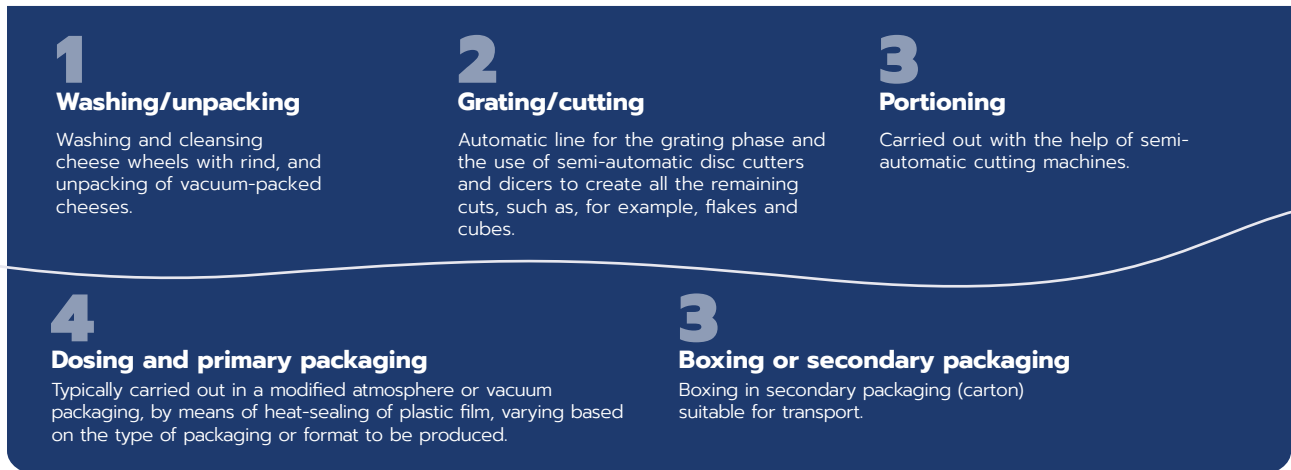 1
Washing/unpacking
Washing and cleansing
cheese wheels with rind, and
unpacking of vacuum-packed
cheeses.
2
Grating/cutting
Automatic line for the grating phase and
the use of semi-automatic disc cutters
and dicers to create all the remaining
cuts, such as, for example, flakes and
cubes.
3
Portioning
Carried out with the help of semi-
automatic cutting machines.
4
Dosing and primary packaging
Typically carried out in a modified atmosphere or vacuum
packaging, by means of heat-sealing of plastic film, varying based
on the type of packaging or format to be produced.
3
Boxing or secondary packaging
Boxing in secondary packaging (carton)
suitable for transport.